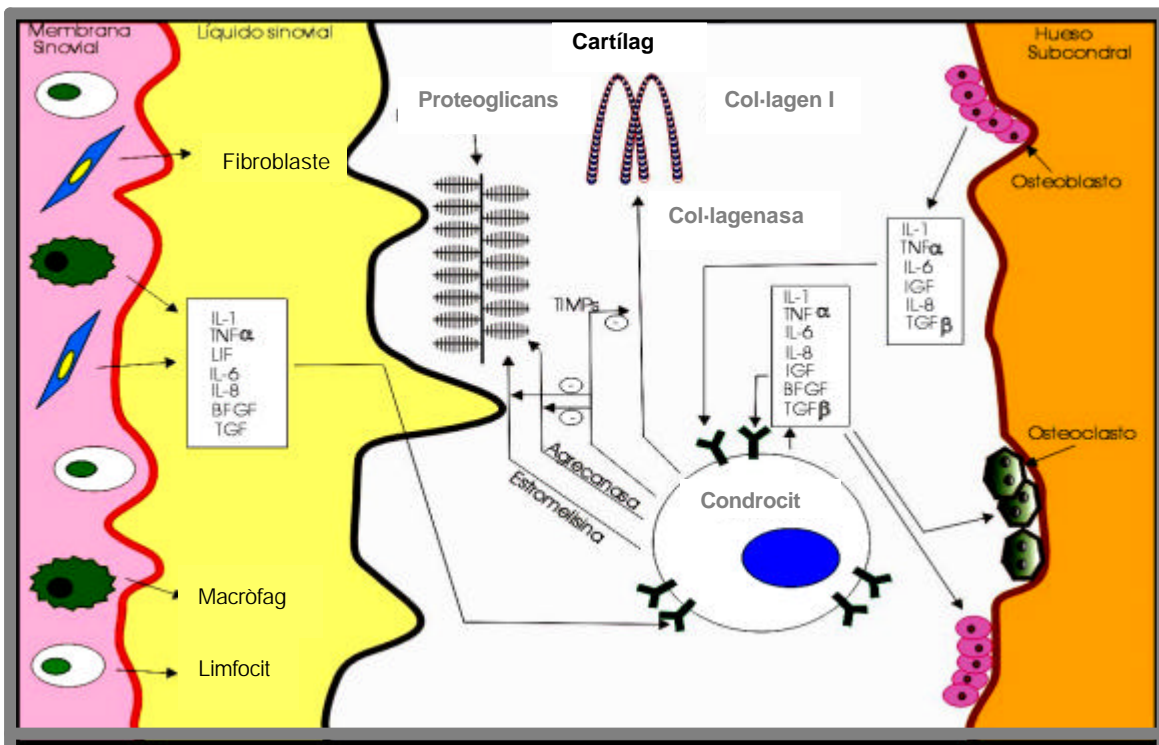 Membrana
Sinovial
Líquido sinovial
Cartílag
Hueso
Subcondral
Proteoglicans
Col·lagen I
Fibroblaste
Osteoblasto
Col·lagenasa
IL-1
TNFα
IL-6
IGF
IL-8
TGFβ
TIMPs
IL-1
TNFα
LIF
IL-6
IL-8
BFGF
TGF
IL-1
TNF α
IL-6
IL-8
IGF
BFGF
TGFβ
-
-
-
Osteoclasto
Agrecanasa
Estromelisina
Condrocit
Macròfag
Limfocit